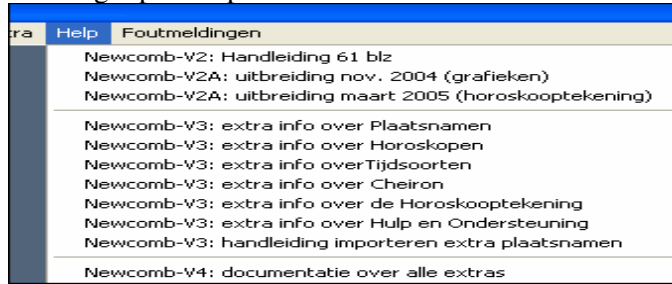 ra Help Foutmeldingen
Newcomb-V2: Handleiding 61 blz
Newcomb-V2A: uitbreiding nov. 2004 (grafieken)
Newcomb-V2A: uitbreiding maart 2005 (horoskooptekening)
Newcomb-V3: extra info over Plaatsnamen
Newcomb-V3: extra info over Horoskopen
Newcomb-V3: extra info overTijdsoorten
Newcomb-V3: extra info over Cheiron
Newcomb-V3: extra info over de Horoskooptekening
Newcomb-V3: extra info over Hulp en Ondersteuning
Newcomb-V3: handleiding importeren extra plaatsnamen
Newcomb-V4: documentatie over alle extras